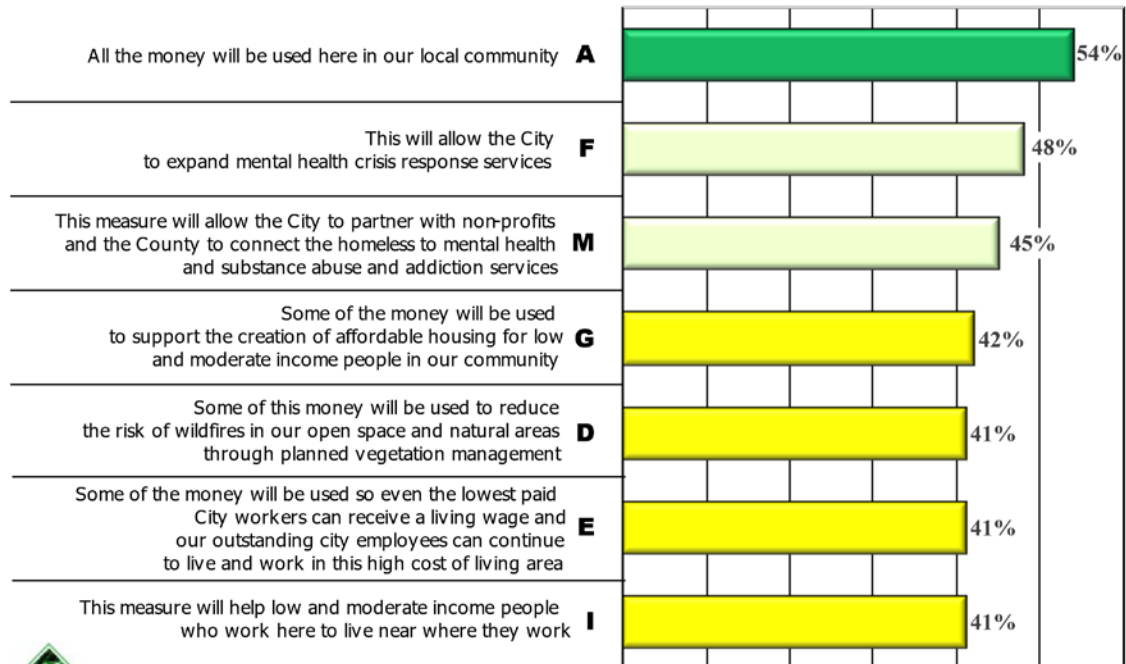 All the money will be used here in our local community A 54%
This will allow the City
to expand mental health crisis response services F 48%
This measure will allow the City to partner with non-profits
and the County to connect the homeless to mental health M 45%
and substance abuse and addiction services
Some of the money will be used
to support the creation of affordable housing for low G 42%
and moderate income people in our community
Some of this money will be used to reduce
the risk of wildfires in our open space and natural areas D 41%
through planned vegetation management
Some of the money will be used so even the lowest paid
City workers can receive a living wage and E 41%
our outstanding city employees can continue
to live and work in this high cost of living area
This measure will help low and moderate income people
who work here to live near where they work I 41%